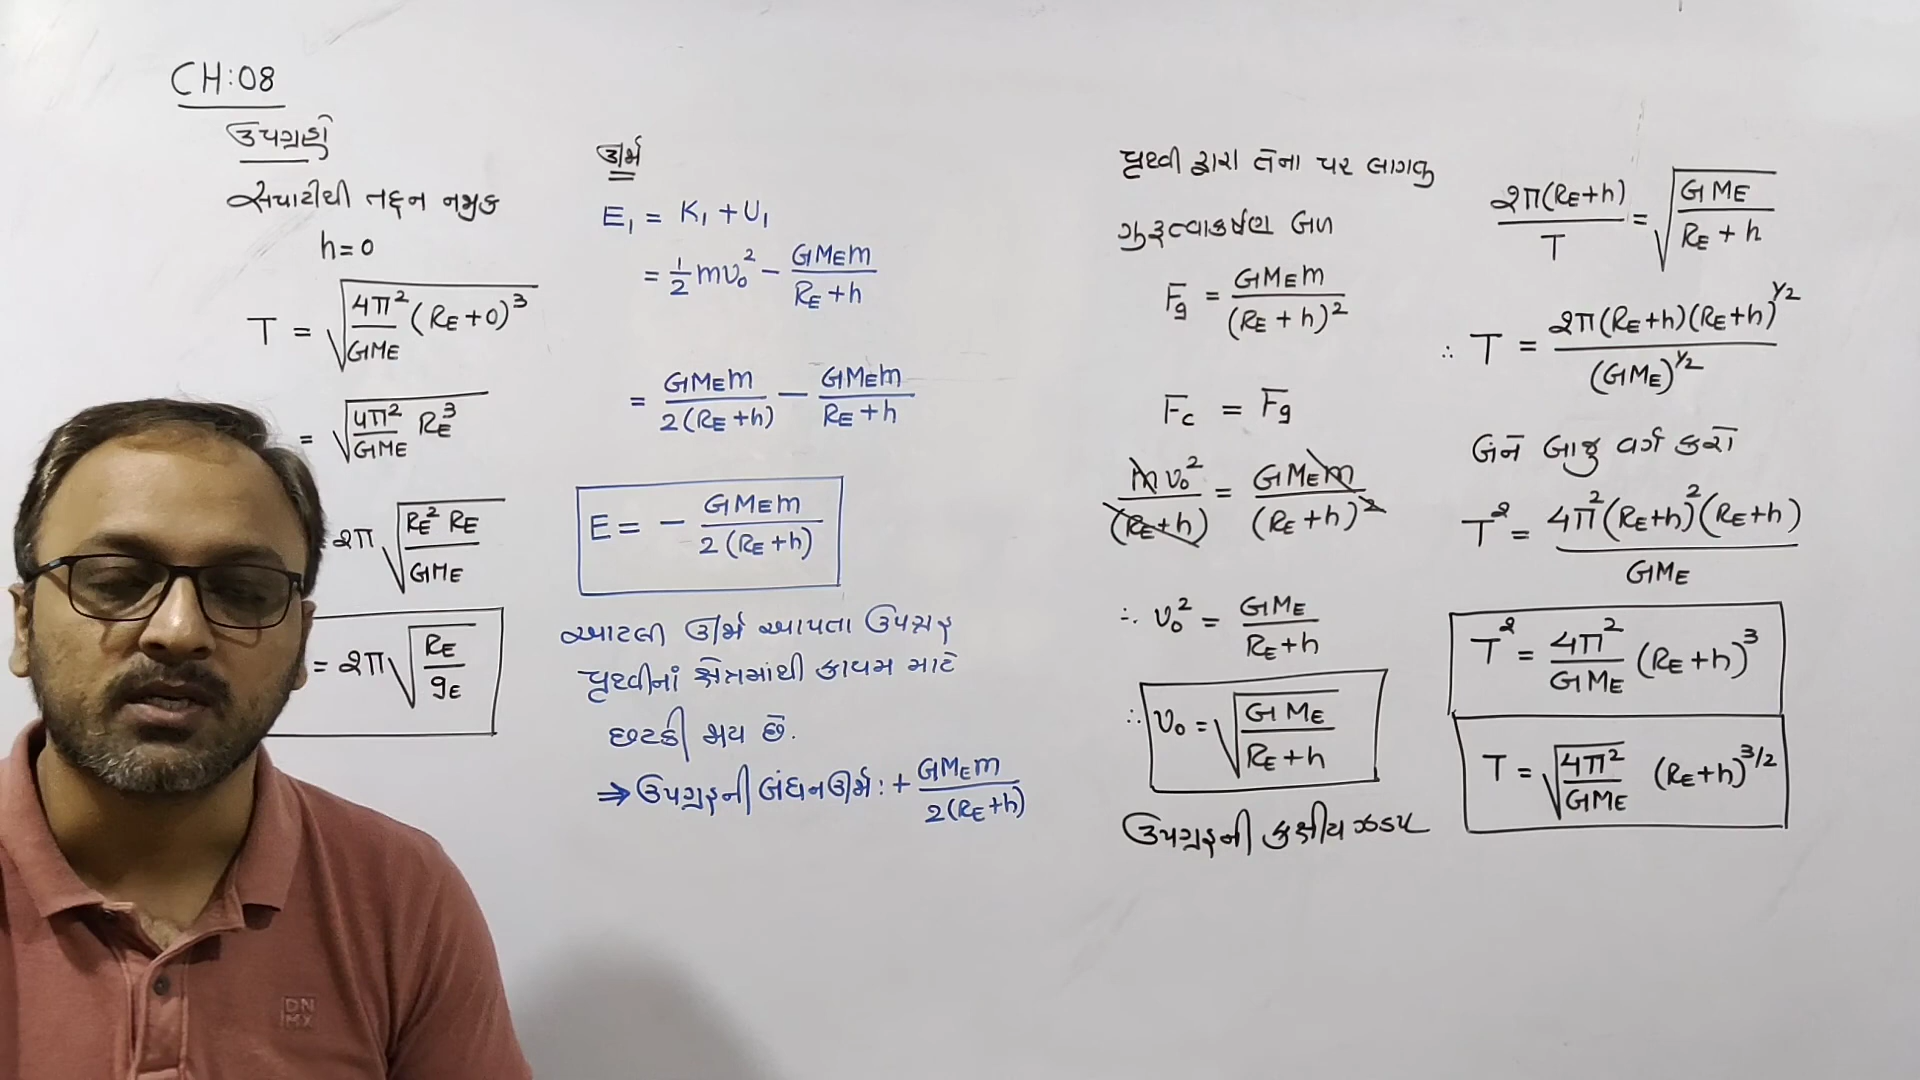 CH:08
ઉપગ્રહો
સપાટીથી તદ્દન નજીક
h = 0
T = √(4π²/GME (RE+0)³)
= √(4π²/GME RE³)
2π √(RE² RE/GME)
= 2π √(RE/gE)
ઊર્જા
E₁ = K₁ + U₁
= 1/2 mv₀² − GMEm/(RE+h)
= GMEm/2(RE+h) − GMEm/(RE+h)
E = − GMEm/2(RE+h)
આટલી ઊર્જા આપતા ઉપગ્રહ
પૃથ્વીનાં ક્ષેત્રમાંથી કાયમ માટે
છટકી જાય છે.
⇒ ઉપગ્રહની બંધનઊર્જા : + GMEm/2(RE+h)
પૃથ્વી દ્વારા તેના પર લાગતુ
ગુરુત્વાકર્ષણ બળ
Fg = GMEm/(RE+h)²
Fc = Fg
mv₀²/(RE+h) = GMEm/(RE+h)²
∴ v₀² = GME/(RE+h)
∴ v₀ = √(GME/(RE+h))
ઉપગ્રહની કક્ષીય ઝડપ
2π(RE+h)/T = √(GME/(RE+h))
∴ T = 2π(RE+h)(RE+h)^1/2/(GME)^1/2
બંને બાજુ વર્ગ કરો
T² = 4π²(RE+h)²(RE+h)/GME
T² = 4π²/GME (RE+h)³
T = √(4π²/GME) (RE+h)^3/2
DN
MX